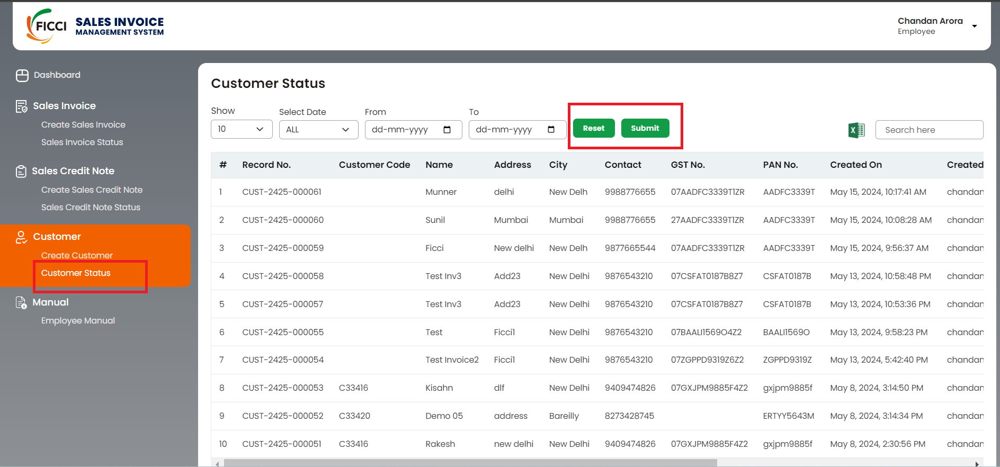 FICCI
SALES INVOICE
MANAGEMENT SYSTEM
Chandan Arora
Employee
Dashboard
Sales Invoice
Create Sales Invoice
Sales Invoice Status
Sales Credit Note
Create Sales Credit Note
Sales Credit Note Status
Customer
Create Customer
Customer Status
Manual
Employee Manual
Customer Status
Show Select Date From To
10 ALL dd-mm-yyyy dd-mm-yyyy Reset Submit Search here
# Record No. Customer Code Name Address City Contact GST No. PAN No. Created On Created
1 CUST-2425-000061 Munner delhi New Delh 9988776655 07AADFC3339T1ZR AADFC3339T May 15, 2024, 10:17:41 AM chandan
2 CUST-2425-000060 Sunil Mumbai Mumbai 9988776655 27AADFC3339T1ZR AADFC3339T May 15, 2024, 10:08:28 AM chandan
3 CUST-2425-000059 Ficci New delhi New Delh 9877665544 07AADFC3339T1ZR AADFC3339T May 15, 2024, 9:56:37 AM chandan
4 CUST-2425-000058 Test Inv3 Add23 New Delhi 9876543210 07CSFAT0187B8Z7 CSFAT0187B May 13, 2024, 10:58:48 PM chandan
5 CUST-2425-000057 Test Inv3 Add23 New Delhi 9876543210 07CSFAT0187B8Z7 CSFAT0187B May 13, 2024, 10:53:36 PM chandan
6 CUST-2425-000055 Test Ficci1 New Delhi 9876543210 07BAALI1569O4Z2 BAALI1569O May 13, 2024, 9:58:23 PM chandan
7 CUST-2425-000054 Test Invoice2 Ficci1 New Delhi 9876543210 07ZGPPD9319Z6Z2 ZGPPD9319Z May 13, 2024, 5:42:40 PM chandan
8 CUST-2425-000053 C33416 Kisahn dlf New Delhi 9409474826 07GXJPM9885F4Z2 gxjpm9885f May 8, 2024, 3:14:50 PM chandan
9 CUST-2425-000052 C33420 Demo 05 address Bareilly 8273428745 ERTYY5643M May 8, 2024, 3:14:34 PM chandan
10 CUST-2425-000051 C33416 Rakesh new delhi New Delhi 9409474826 07GXJPM9885F4Z2 gxjpm9885f May 8, 2024, 2:30:56 PM chandan